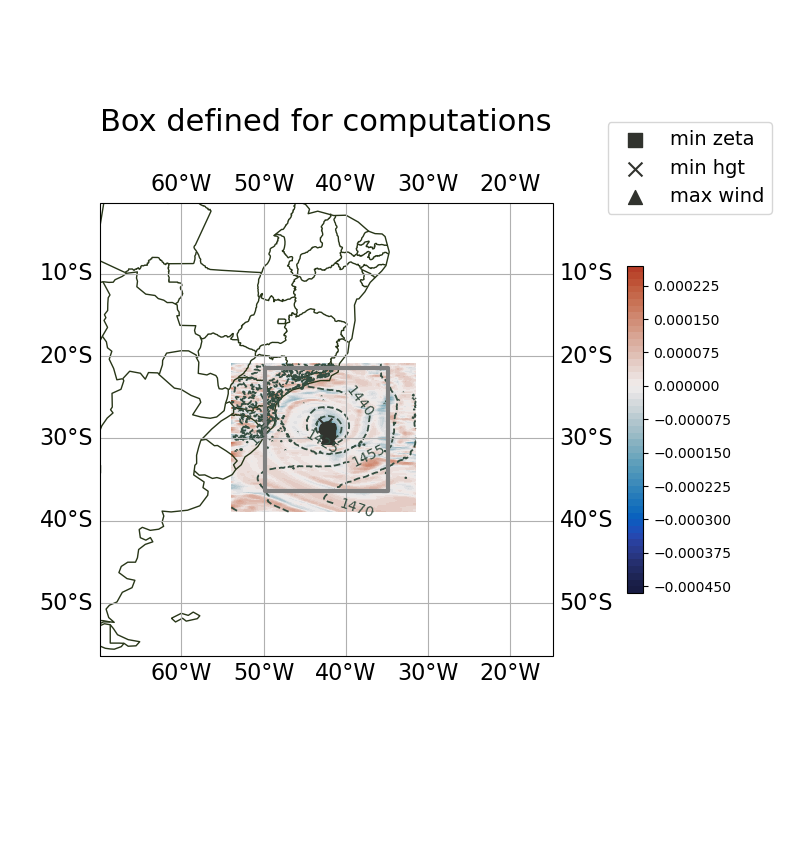 Box defined for computations
min zeta
min hgt
max wind
60°W 50°W 40°W 30°W 20°W
10°S 10°S
20°S 20°S
30°S 30°S
40°S 40°S
50°S 50°S
60°W 50°W 40°W 30°W 20°W
1440
1455
1470
0.000225
0.000150
0.000075
0.000000
−0.000075
−0.000150
−0.000225
−0.000300
−0.000375
−0.000450